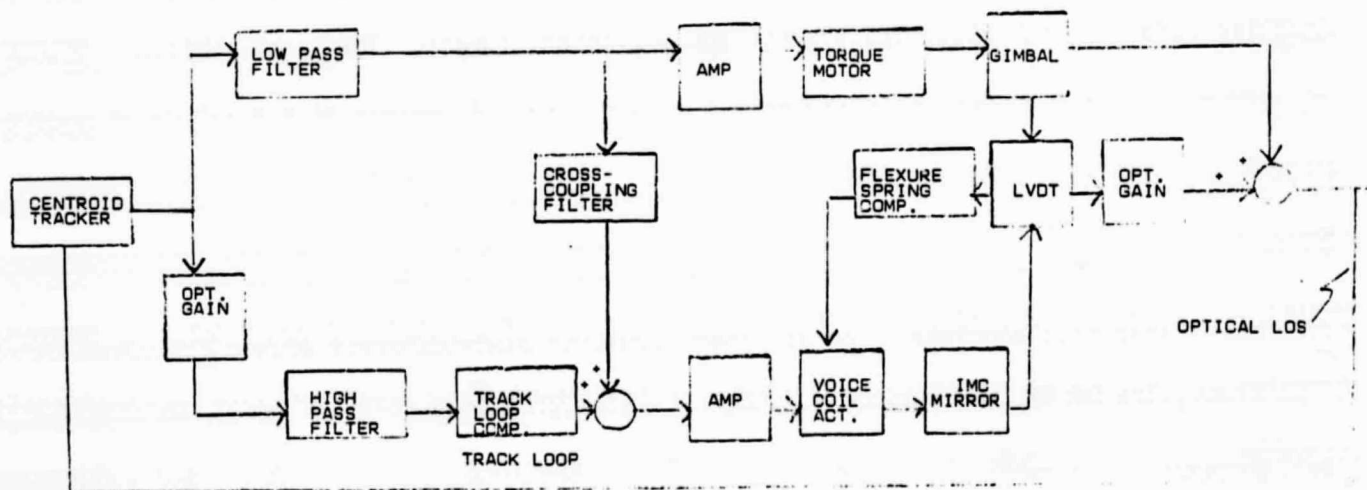 LOW PASS
FILTER
AMP
TORQUE
MOTOR
GIMBAL
CENTROID
TRACKER
CROSS-
COUPLING
FILTER
FLEXURE
SPRING
COMP.
LVDT
OPT.
GAIN
+
+
OPT.
GAIN
OPTICAL LOS
HIGH
PASS
FILTER
TRACK
LOOP
COMP.
+
+
AMP
VOICE
COIL
ACT.
IMC
MIRROR
TRACK LOOP